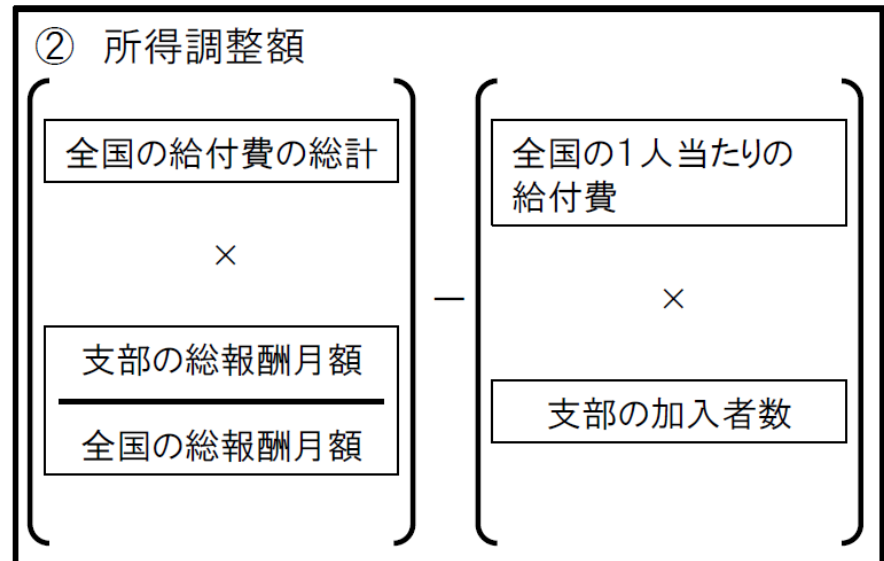 ② 所得調整額
全国の給付費の総計
×
支部の総報酬月額
全国の総報酬月額
－
全国の1人当たりの
給付費
×
支部の加入者数